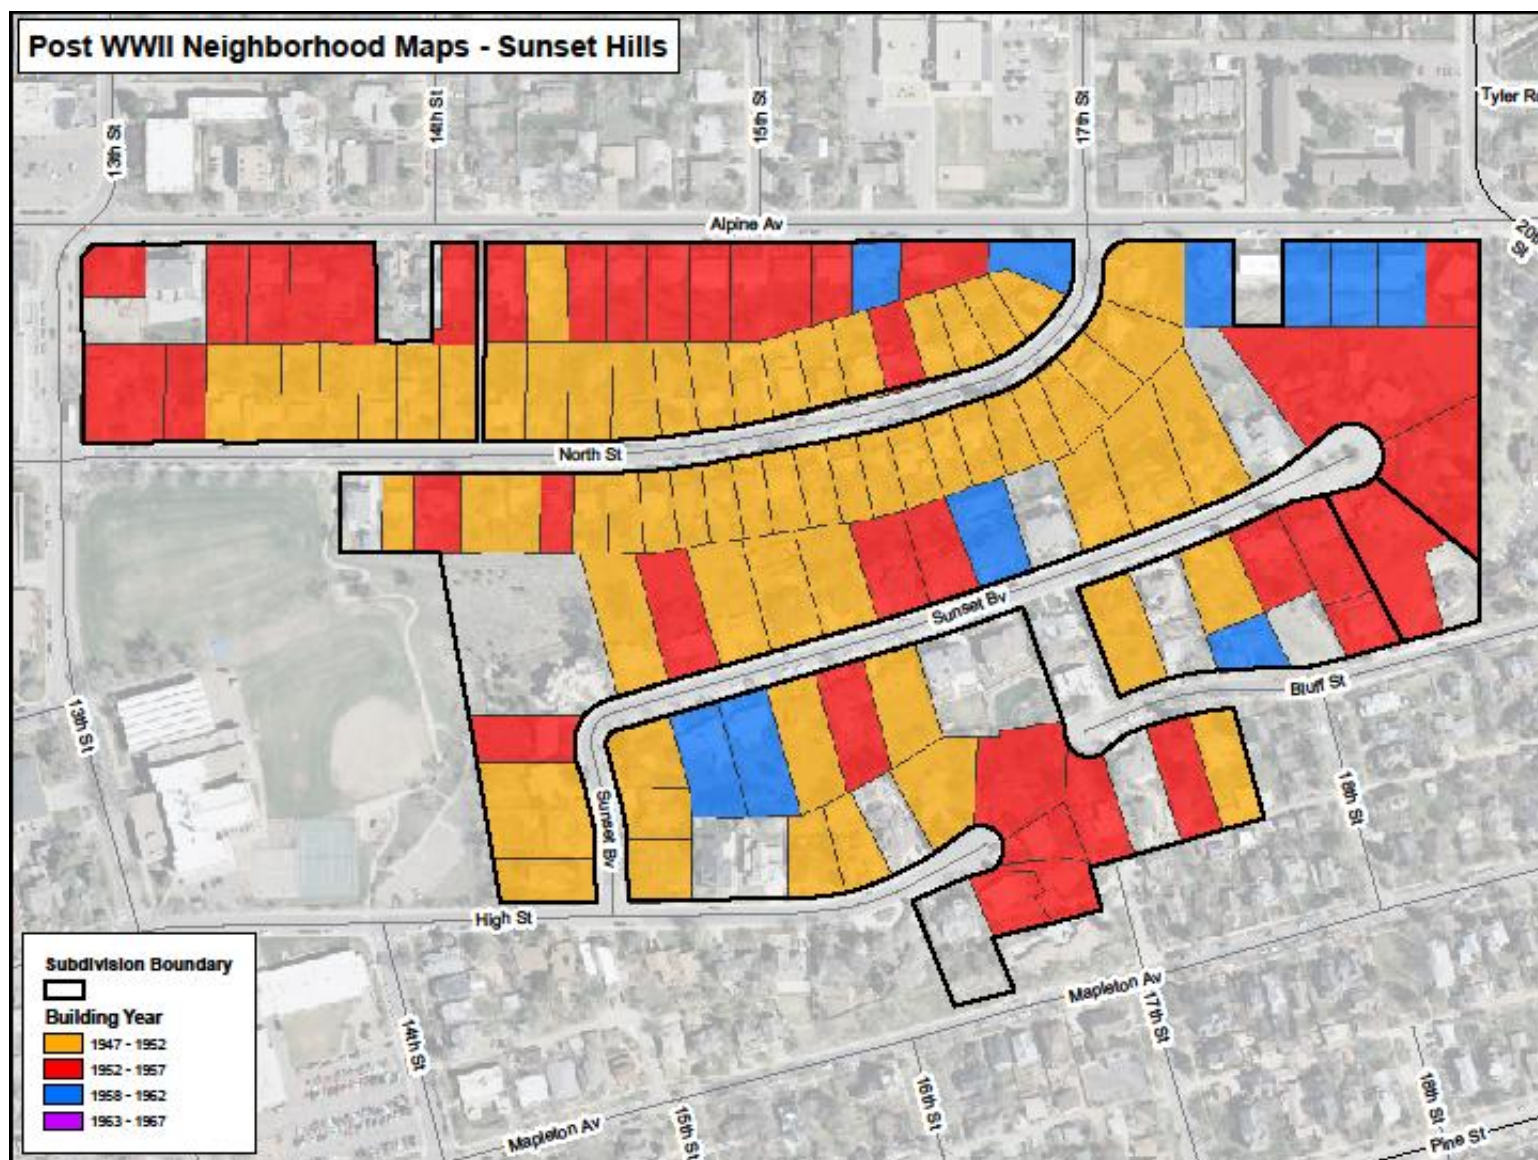 Post WWII Neighborhood Maps - Sunset Hills
13th St
14th St
15th St
17th St
Tyler Ra
20th
St
Alpine Av
North St
Sunset Bv
Bluff St
13th St
Sunset Bv
18th St
High St
Mapleton Av
17th St
14th St
16th St
18th St
15th St
Mapleton Av
Pine St
Subdivision Boundary
Building Year
1947 - 1952
1952 - 1957
1958 - 1962
1963 - 1967